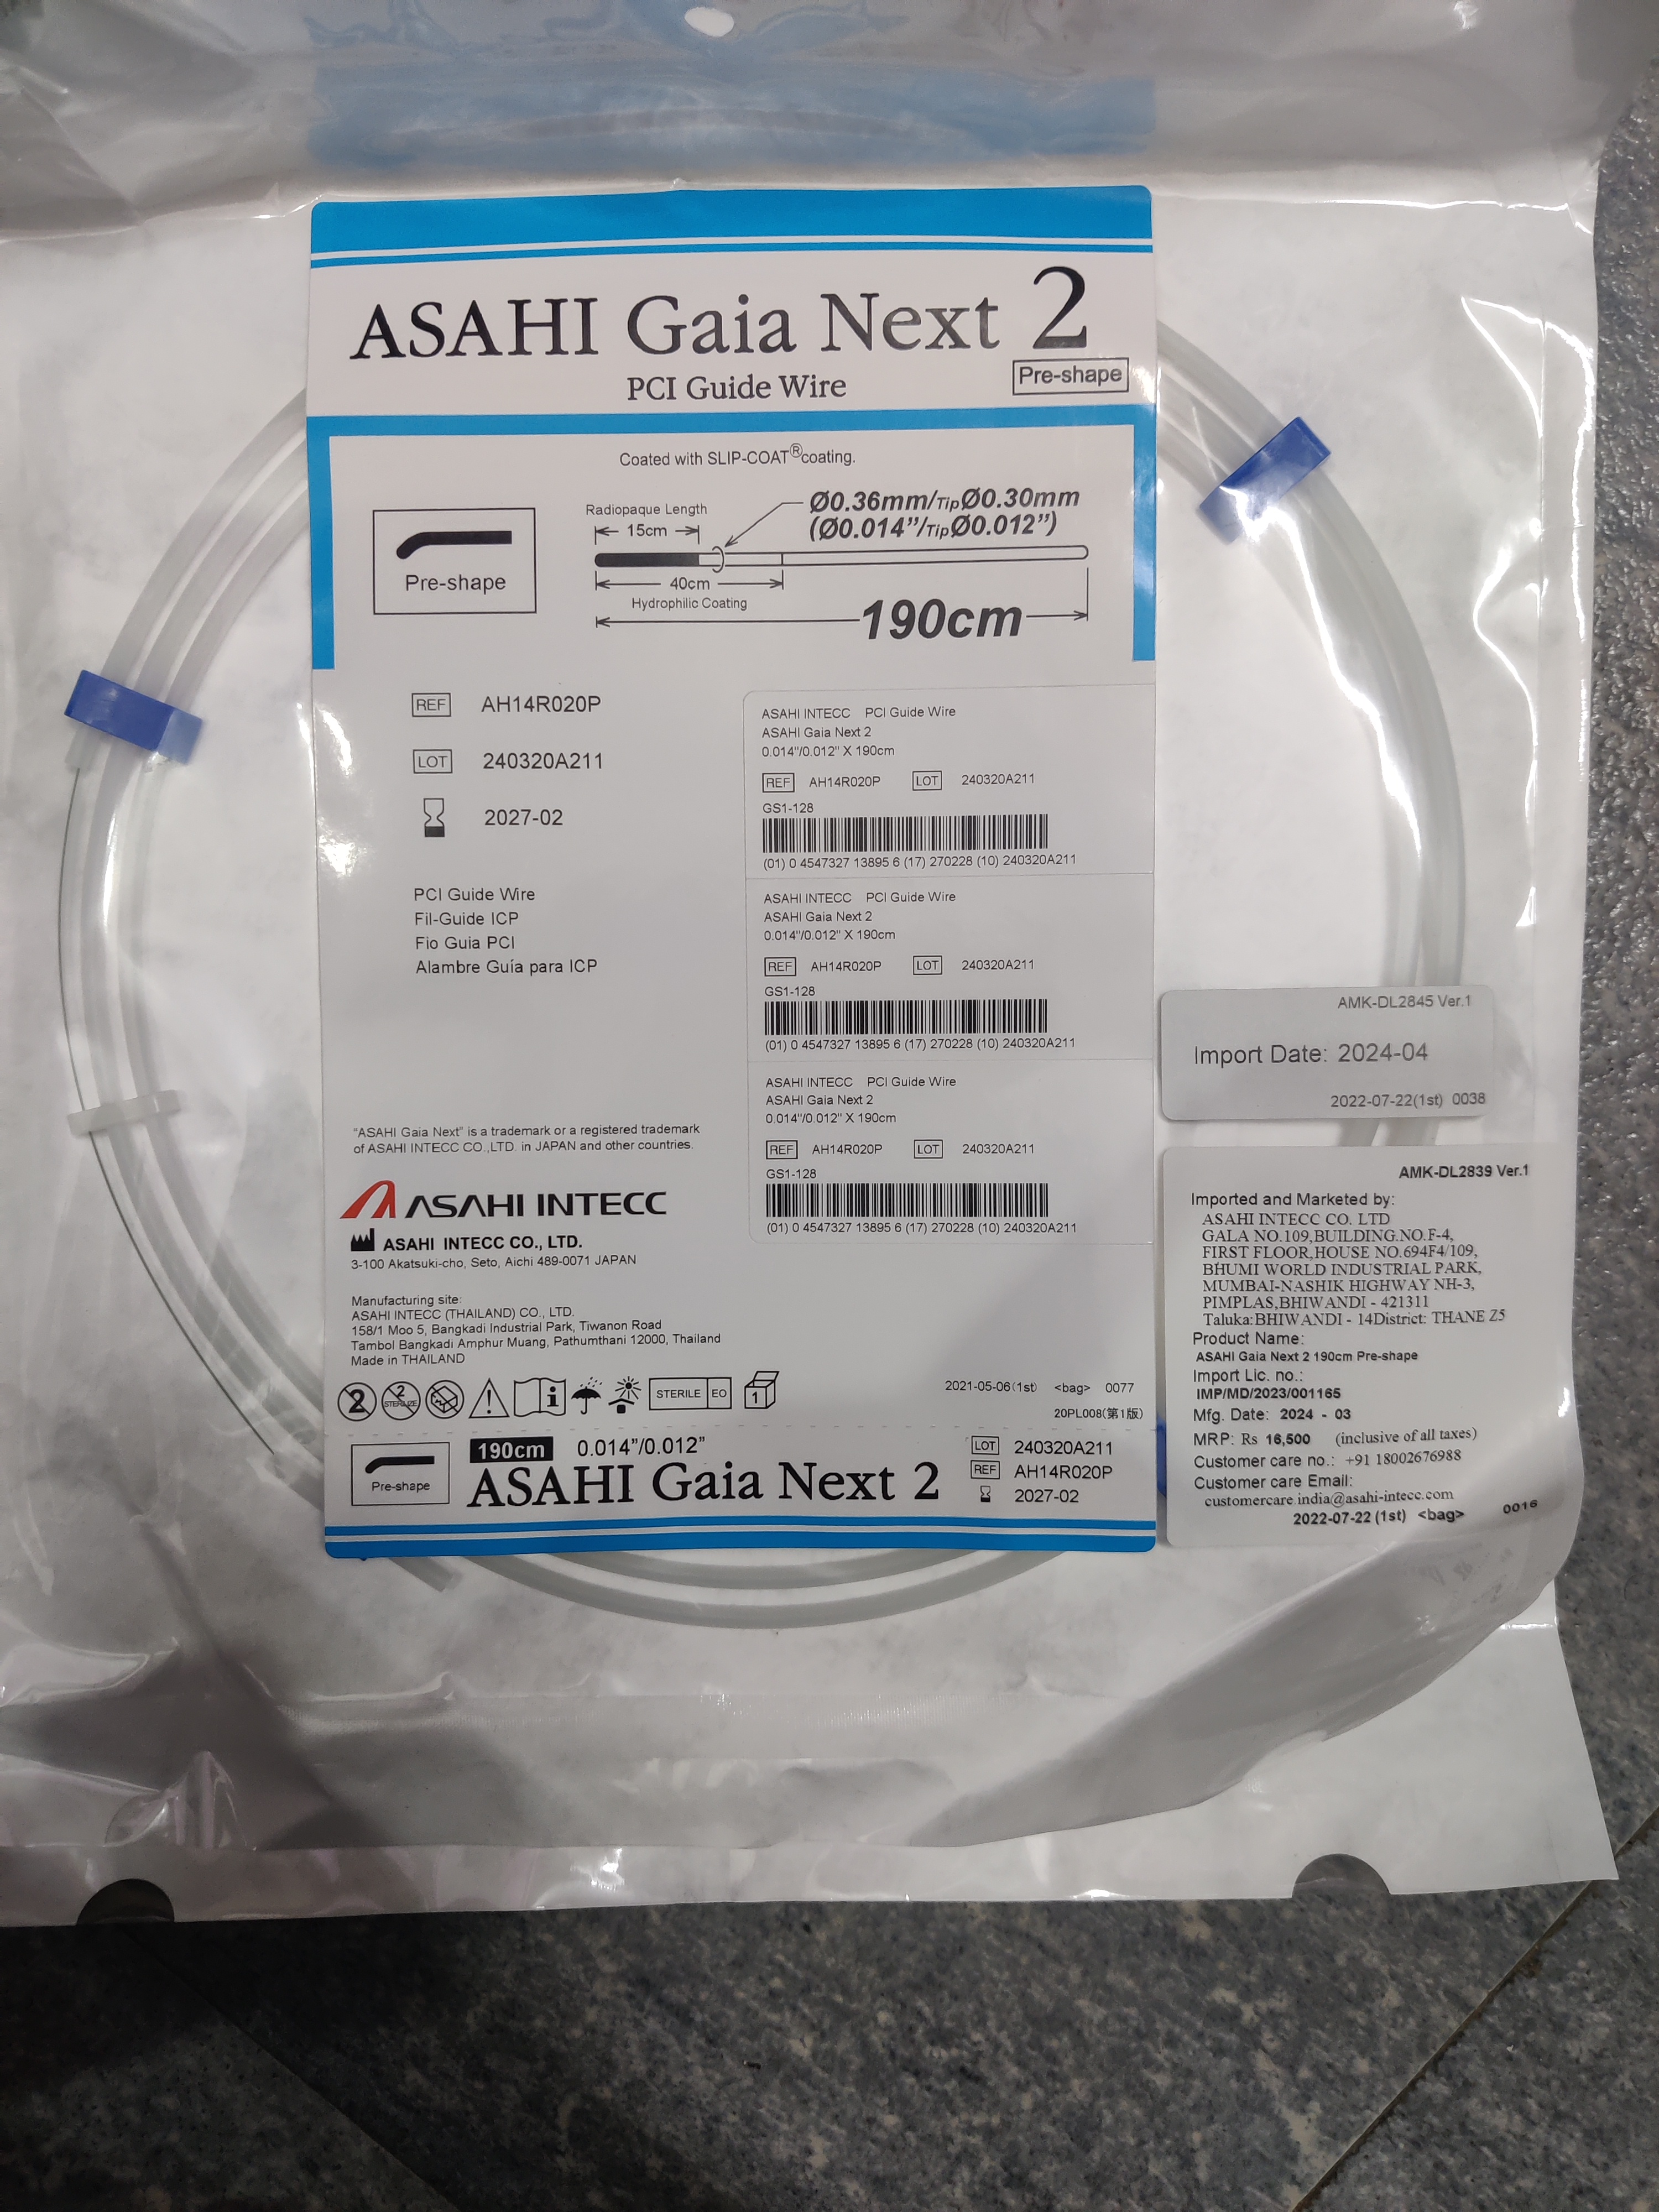 ASAHI Gaia Next 2
PCI Guide Wire
Pre-shape
Coated with SLIP-COAT®coating.
Pre-shape
Radiopaque Length
15cm
Ø0.36mm/TipØ0.30mm
(Ø0.014”/TipØ0.012”)
40cm
Hydrophilic Coating
190cm
REF AH14R020P
LOT 240320A211
2027-02
PCI Guide Wire
Fil-Guide ICP
Fio Guia PCI
Alambre Guía para ICP
ASAHI INTECC PCI Guide Wire
ASAHI Gaia Next 2
0.014"/0.012" X 190cm
REF AH14R020P LOT 240320A211
GS1-128
(01) 0 4547327 13895 6 (17) 270228 (10) 240320A211
ASAHI INTECC PCI Guide Wire
ASAHI Gaia Next 2
0.014"/0.012" X 190cm
REF AH14R020P LOT 240320A211
GS1-128
(01) 0 4547327 13895 6 (17) 270228 (10) 240320A211
ASAHI INTECC PCI Guide Wire
ASAHI Gaia Next 2
0.014"/0.012" X 190cm
REF AH14R020P LOT 240320A211
GS1-128
(01) 0 4547327 13895 6 (17) 270228 (10) 240320A211
“ASAHI Gaia Next” is a trademark or a registered trademark
of ASAHI INTECC CO.,LTD. in JAPAN and other countries.
ASAHI INTECC
ASAHI INTECC CO., LTD.
3-100 Akatsuki-cho, Seto, Aichi 489-0071 JAPAN
Manufacturing site:
ASAHI INTECC (THAILAND) CO., LTD.
158/1 Moo 5, Bangkadi Industrial Park, Tiwanon Road
Tambol Bangkadi Amphur Muang, Pathumthani 12000, Thailand
Made in THAILAND
2
2 STERILIZE
STERILE EO
1
2021-05-06(1st) <bag> 0077
20PL008(第1版)
Pre-shape
190cm 0.014”/0.012”
ASAHI Gaia Next 2
LOT 240320A211
REF AH14R020P
2027-02
AMK-DL2845 Ver.1
Import Date: 2024-04
2022-07-22(1st) 0038
AMK-DL2839 Ver.1
Imported and Marketed by:
ASAHI INTECC CO. LTD
GALA NO.109,BUILDING.NO.F-4,
FIRST FLOOR,HOUSE NO.694F4/109,
BHUMI WORLD INDUSTRIAL PARK,
MUMBAI-NASHIK HIGHWAY NH-3,
PIMPLAS,BHIWANDI - 421311
Taluka:BHIWANDI - 14District: THANE Z5
Product Name:
ASAHI Gaia Next 2 190cm Pre-shape
Import Lic. no.:
IMP/MD/2023/001165
Mfg. Date: 2024 - 03
MRP: Rs 16,500 (inclusive of all taxes)
Customer care no.: +91 18002676988
Customer care Email:
customercare.india@asahi-intecc.com
2022-07-22 (1st) <bag> 0016